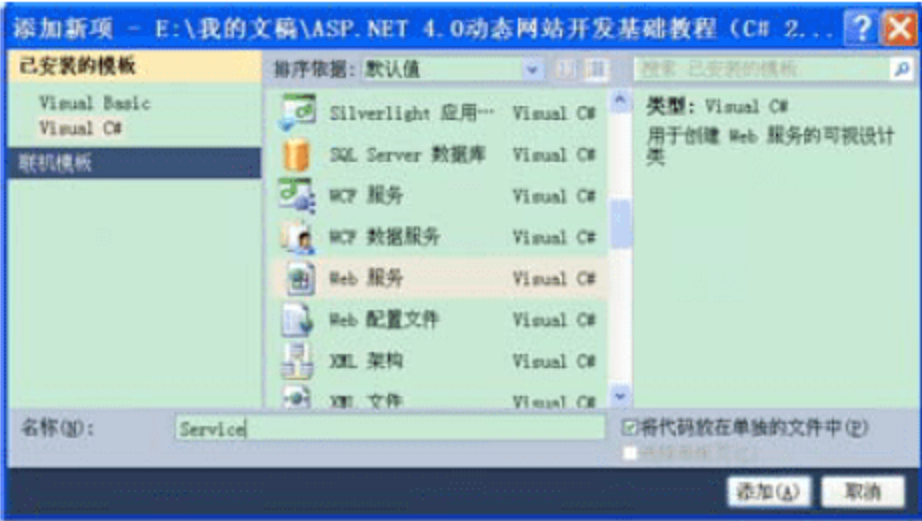 添加新项 - E:\我的文稿\ASP.NET 4.0动态网站开发基础教程 (C# 2...
已安装的模板
Visual Basic
Visual C#
联机模板
排序依据: 默认值
搜索 已安装的模板
Silverlight 应用… Visual C#
SQL Server 数据库 Visual C#
WCF 服务 Visual C#
WCF 数据服务 Visual C#
Web 服务 Visual C#
Web 配置文件 Visual C#
XML 架构 Visual C#
XML 文件 Visual C#
类型: Visual C#
用于创建 Web 服务的可视设计
类
名称(N): Service
将代码放在单独的文件中(P)
添加(A) 取消